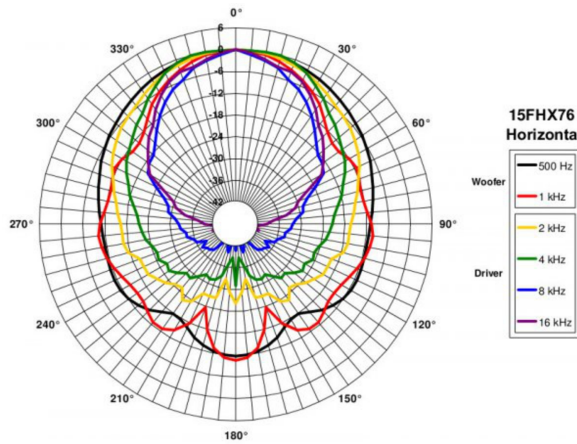 0°
330°
30°
6
0
-6
-12
-18
-24
-30
-36
-42
300°
60°
270°
90°
240°
120°
210°
150°
180°
15FHX76
Horizonta
Woofer
500 Hz
1 kHz
Driver
2 kHz
4 kHz
8 kHz
16 kHz